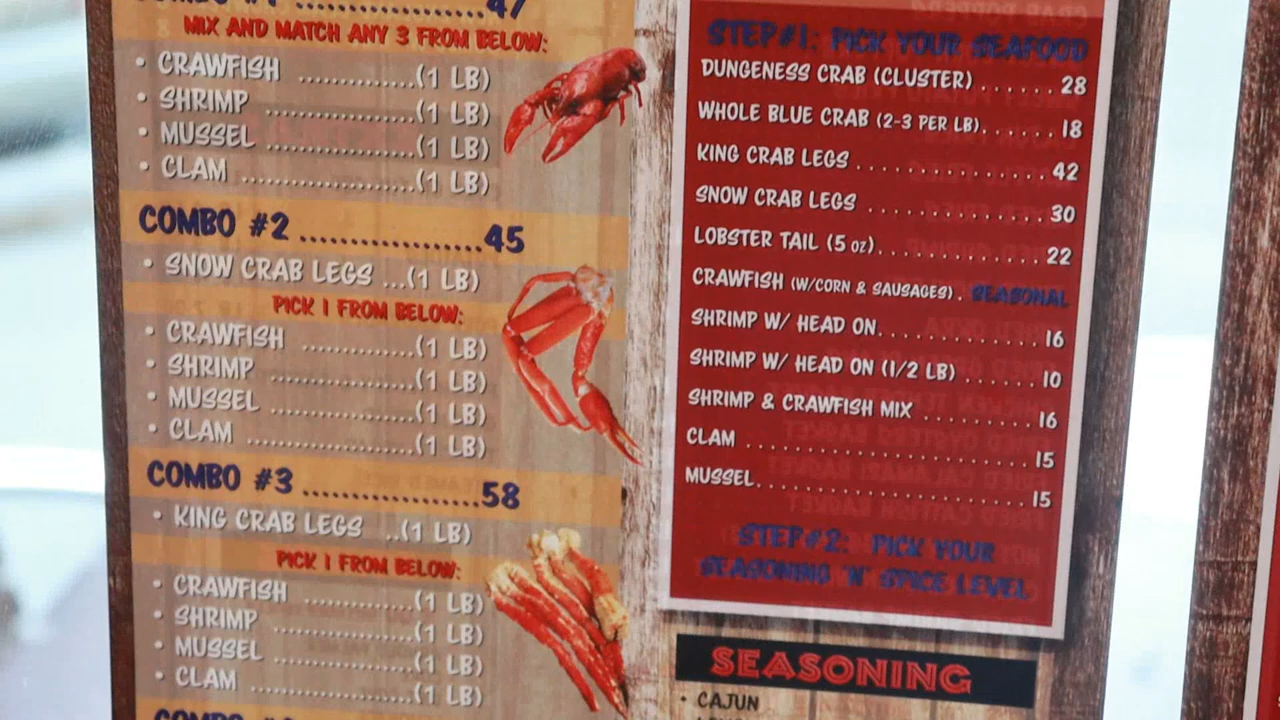 COMBO #1 ......................47
MIX AND MATCH ANY 3 FROM BELOW:
• CRAWFISH ................(1 LB)
• SHRIMP ....................(1 LB)
• MUSSEL ...................(1 LB)
• CLAM .......................(1 LB)
COMBO #2 ......................45
• SNOW CRAB LEGS ...(1 LB)
PICK 1 FROM BELOW:
• CRAWFISH ................(1 LB)
• SHRIMP ....................(1 LB)
• MUSSEL ...................(1 LB)
• CLAM .......................(1 LB)
COMBO #3 ......................58
• KING CRAB LEGS ..(1 LB)
PICK 1 FROM BELOW:
• CRAWFISH ................(1 LB)
• SHRIMP ....................(1 LB)
• MUSSEL ...................(1 LB)
• CLAM .......................(1 LB)
STEP#1: PICK YOUR SEAFOOD
DUNGENESS CRAB (CLUSTER) ...... 28
WHOLE BLUE CRAB (2-3 PER LB)...... 18
KING CRAB LEGS ............... 42
SNOW CRAB LEGS .............. 30
LOBSTER TAIL (5 oz)............. 22
CRAWFISH (W/CORN & SAUSAGES) . SEASONAL
SHRIMP W/ HEAD ON............. 16
SHRIMP W/ HEAD ON (1/2 LB) ...... 10
SHRIMP & CRAWFISH MIX ......... 16
CLAM ........................ 15
MUSSEL....................... 15
STEP#2: PICK YOUR
SEASONING 'N' SPICE LEVEL
SEASONING
• CAJUN